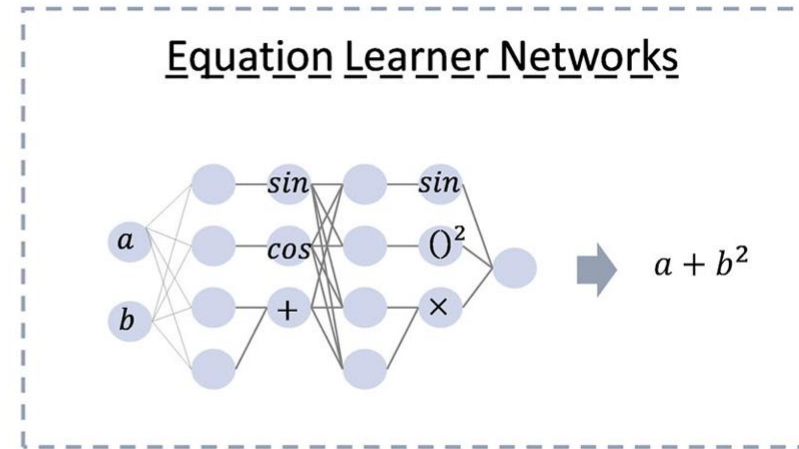 Equation Learner Networks
sin sin
a cos ()² a + b²
b + ×